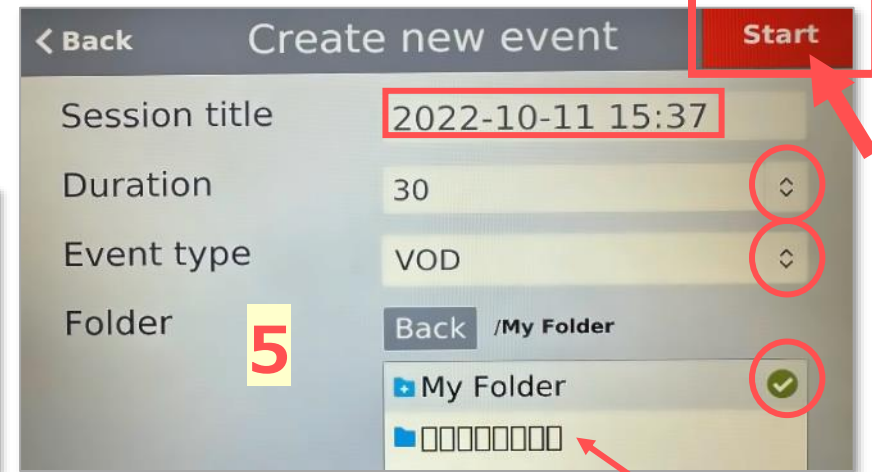 Back Create new event Start
Session title 2022-10-11 15:37
Duration 30
Event type VOD
Folder 5 Back /My Folder
My Folder